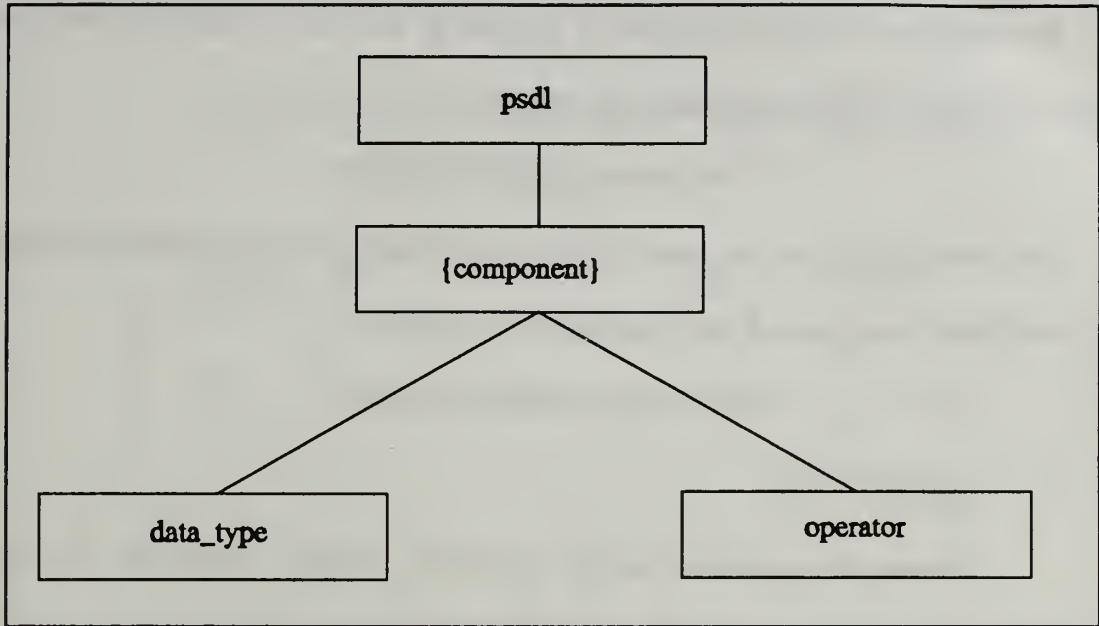 psdl
{component}
data_type
operator